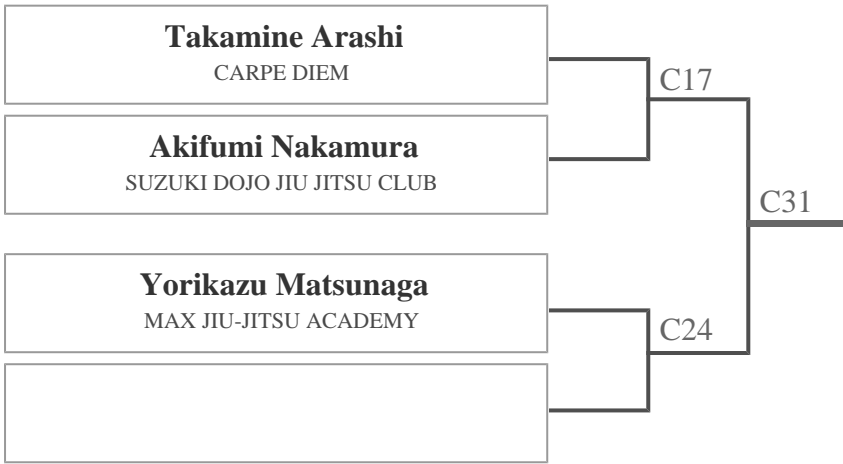 Takamine Arashi
CARPE DIEM
C17
Akifumi Nakamura
SUZUKI DOJO JIU JITSU CLUB
C31
Yorikazu Matsunaga
MAX JIU-JITSU ACADEMY
C24